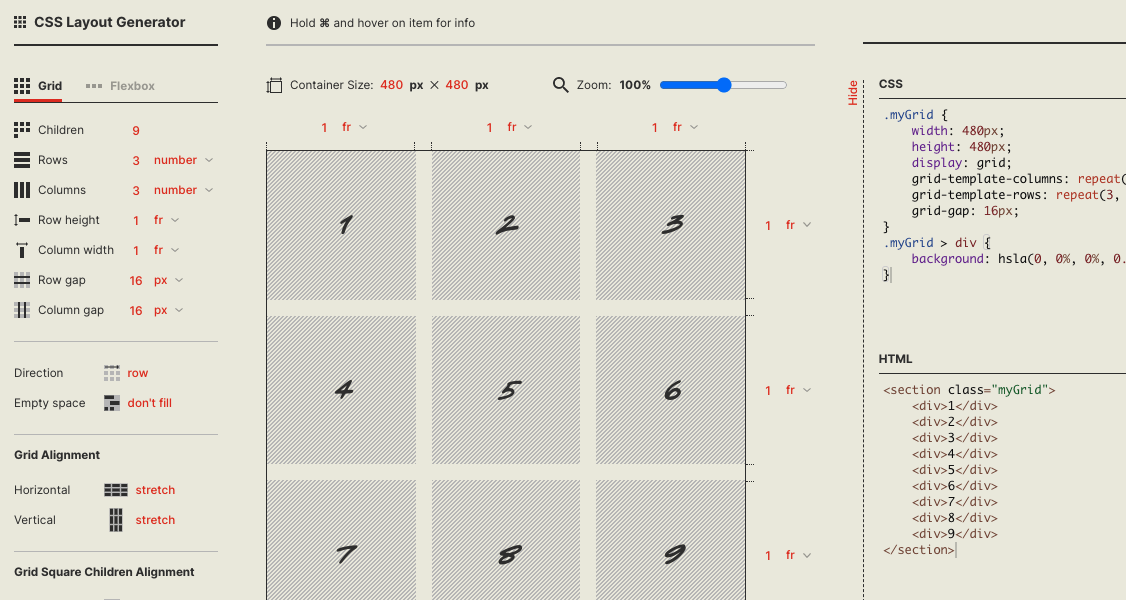 CSS Layout Generator
Hold ⌘ and hover on item for info
Grid
Flexbox
Children 9
Rows 3 number
Columns 3 number
Row height 1 fr
Column width 1 fr
Row gap 16 px
Column gap 16 px
Direction row
Empty space don't fill
Grid Alignment
Horizontal stretch
Vertical stretch
Grid Square Children Alignment
Container Size: 480 px × 480 px
Zoom: 100%
1 fr 1 fr 1 fr
1 2 3 1 fr
4 5 6 1 fr
7 8 9 1 fr
Hide
CSS
.myGrid {
width: 480px;
height: 480px;
display: grid;
grid-template-columns: repeat(
grid-template-rows: repeat(3,
grid-gap: 16px;
}
.myGrid > div {
background: hsla(0, 0%, 0%, 0.
}
HTML
<section class="myGrid">
<div>1</div>
<div>2</div>
<div>3</div>
<div>4</div>
<div>5</div>
<div>6</div>
<div>7</div>
<div>8</div>
<div>9</div>
</section>